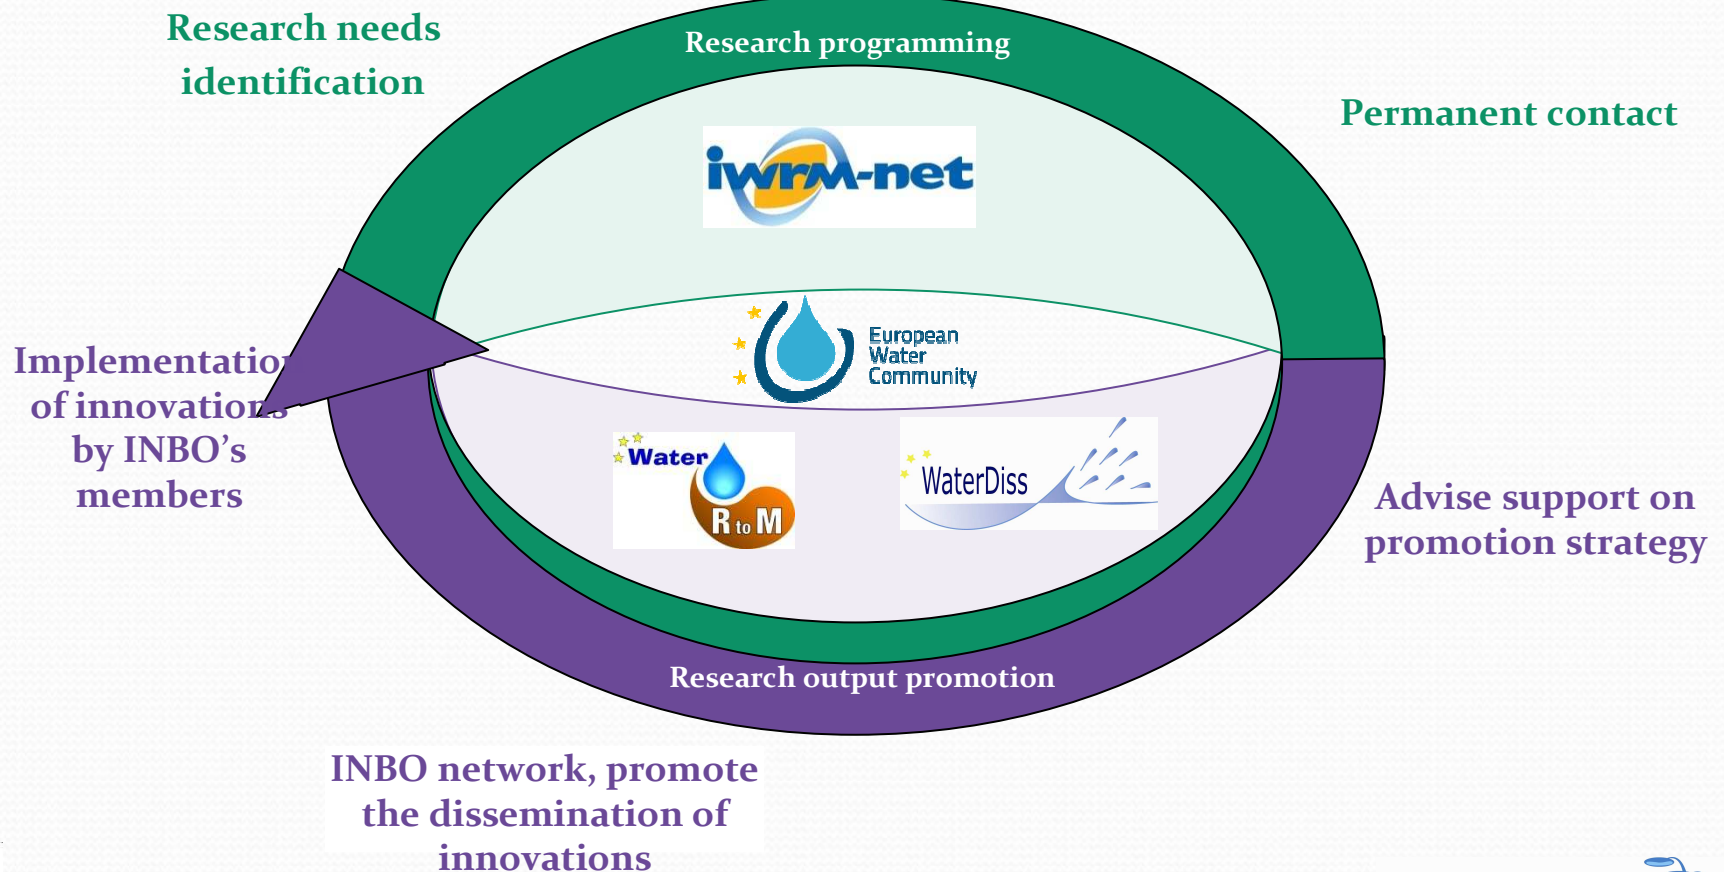 Research needs
identification
Research programming
Permanent contact
iwrm-net
European
Water
Community
Implementation
of innovations
by INBO's
members
Water
R to M
WaterDiss
Advise support on
promotion strategy
Research output promotion
INBO network, promote
the dissemination of
innovations